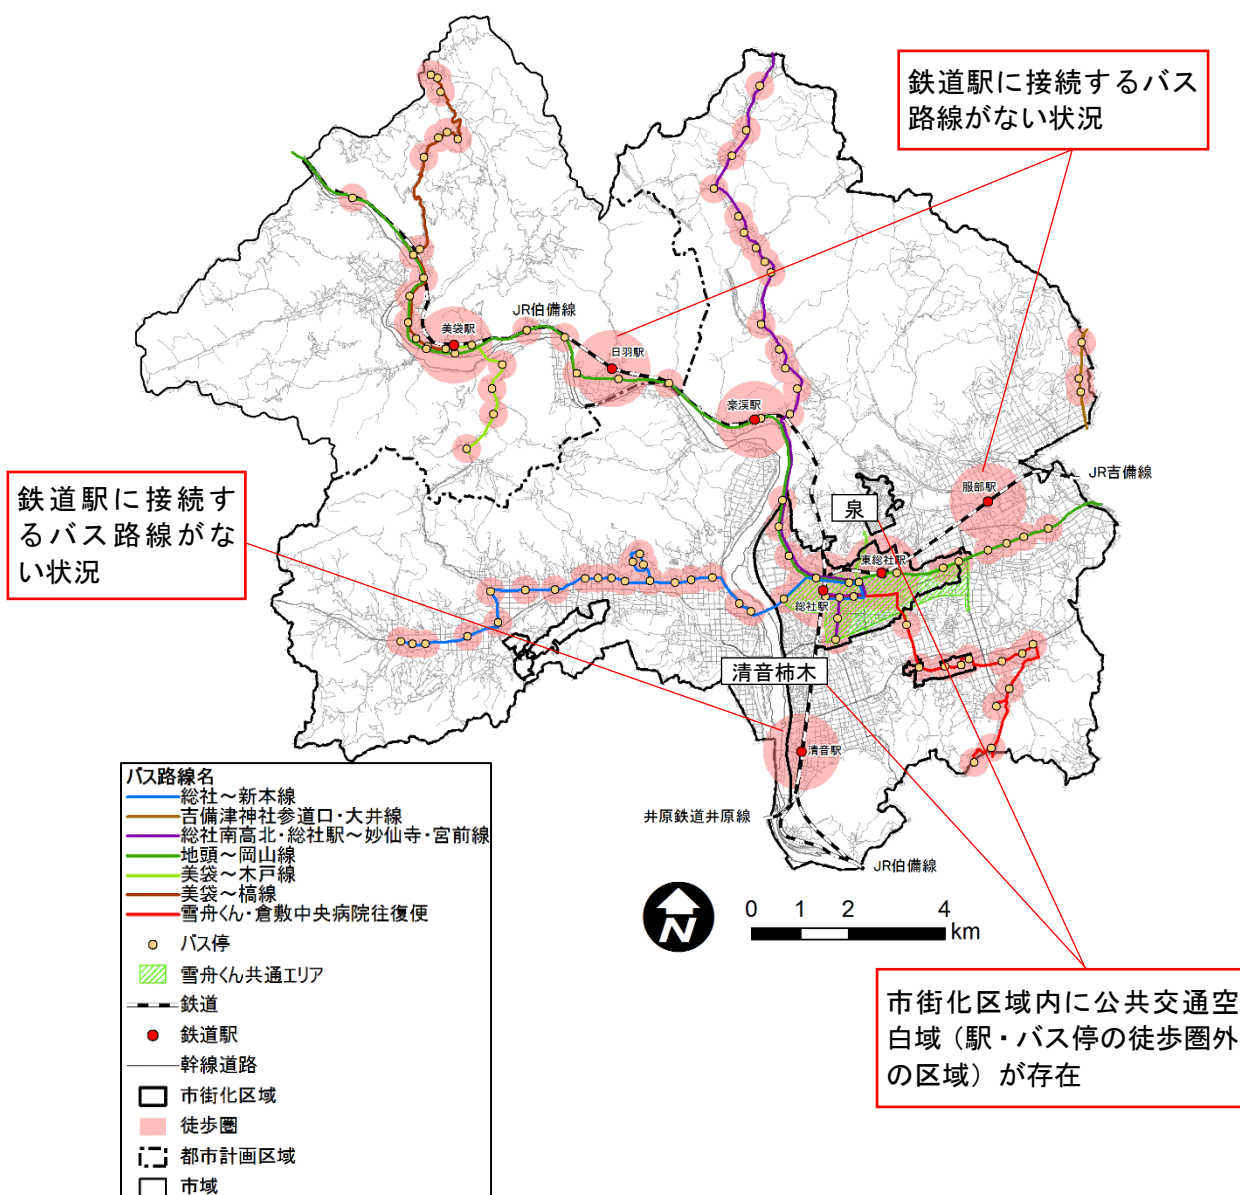 鉄道駅に接続するバス
路線がない状況
JR伯備線
美袋駅
日羽駅
豪渓駅
JR吉備線
服部駅
鉄道駅に接続す
るバス路線がな
い状況
泉
東総社駅
総社駅
清音柿木
清音駅
井原鉄道井原線
JR伯備線
バス路線名
総社～新本線
吉備津神社参道口・大井線
総社南高北・総社駅～妙仙寺・宮前線
地頭～岡山線
美袋～木戸線
美袋～槁線
雪舟くん・倉敷中央病院往復便
バス停
雪舟くん共通エリア
鉄道
鉄道駅
幹線道路
市街化区域
徒歩圏
都市計画区域
市域
N
0 1 2 4
km
市街化区域内に公共交通空
白域（駅・バス停の徒歩圏外
の区域）が存在